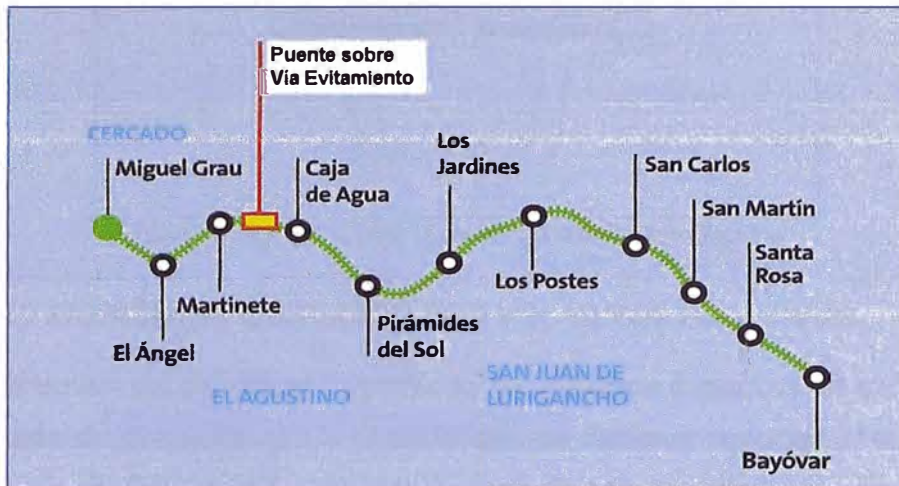 Puente sobre
Vía Evitamiento
CERCADO
Miguel Grau
Caja
de Agua
Los
Jardines
San Carlos
San Martín
Santa
Rosa
Martinete
El Ángel
Pirámides
del Sol
Los Postes
EL AGUSTINO
SAN JUAN DE
LURIGANCHO
Bayóvar